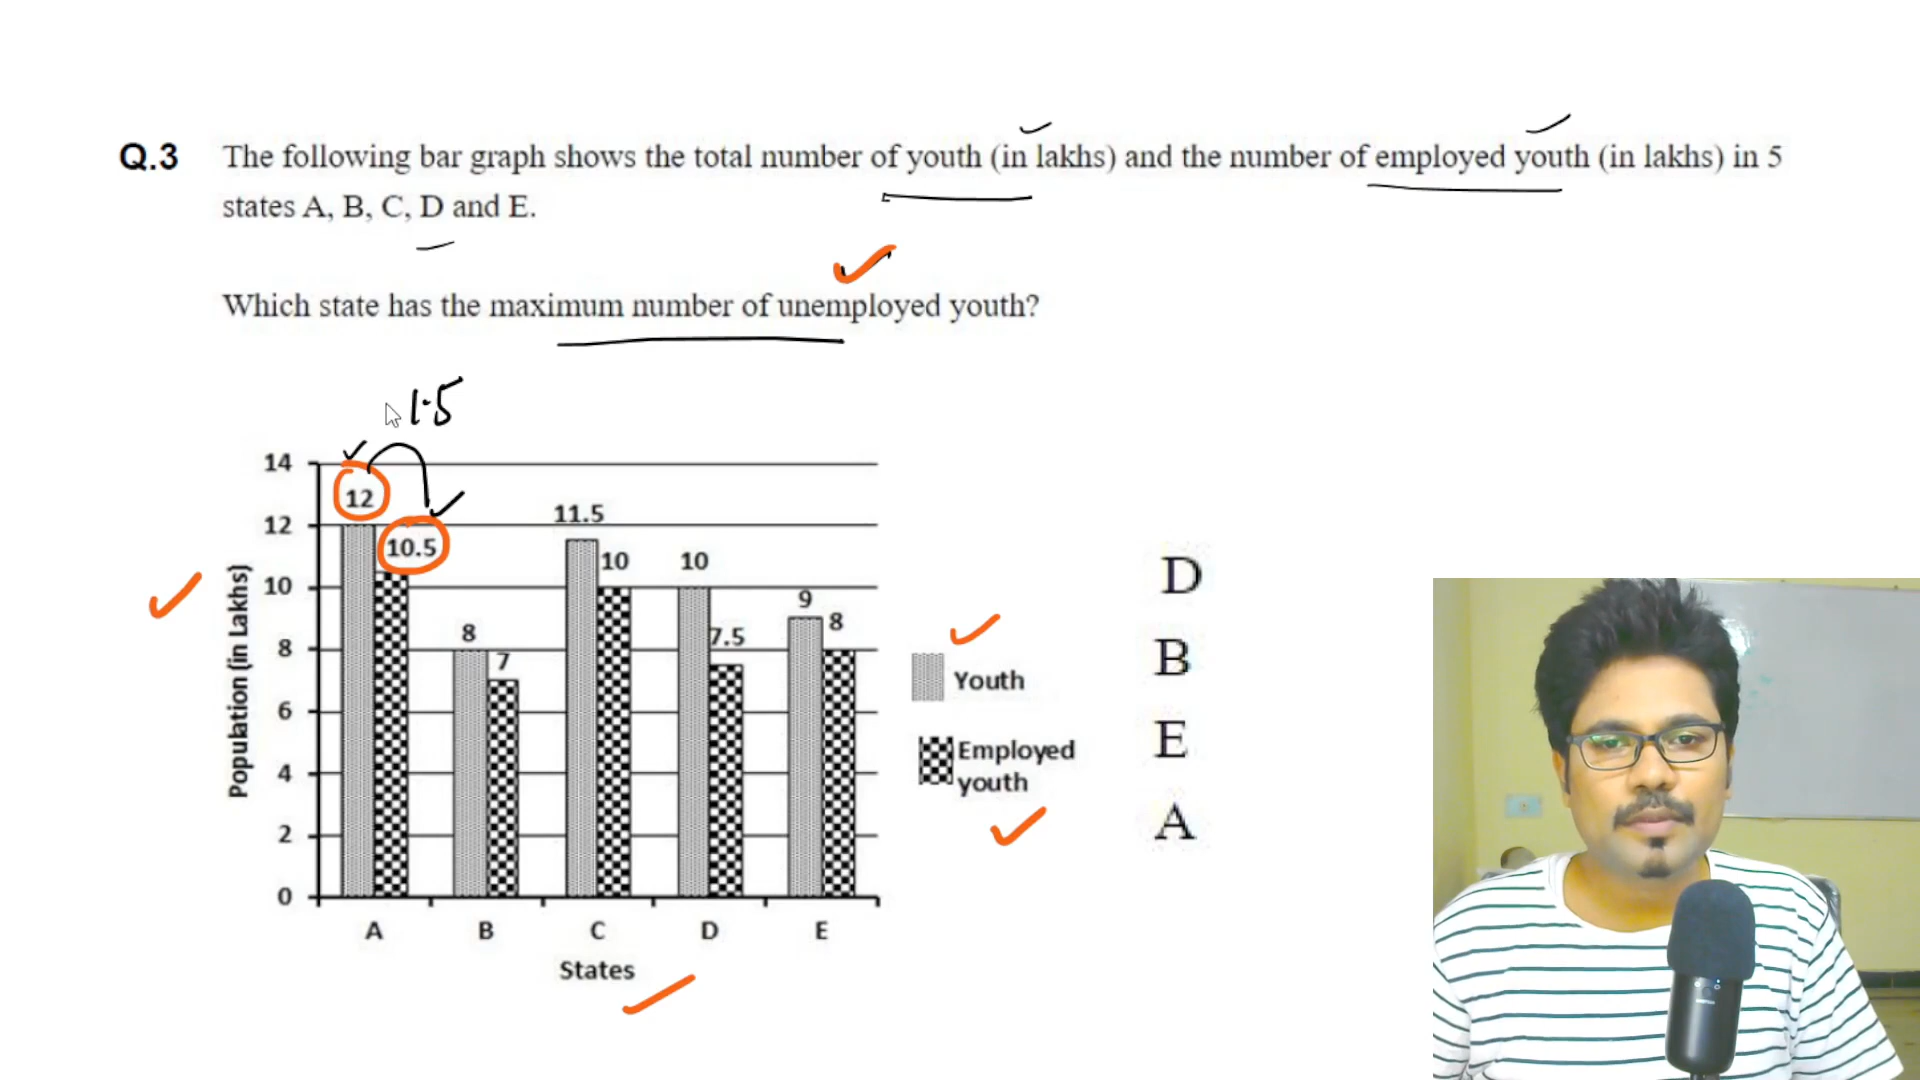 Q.3 The following bar graph shows the total number of youth (in lakhs) and the number of employed youth (in lakhs) in 5
states A, B, C, D and E.
Which state has the maximum number of unemployed youth?
1.5
14
12
10
8
6
4
2
0
Population (in Lakhs)
12
10.5
8
7
11.5
10
10
7.5
9
8
A B C D E
States
Youth
Employed
youth
D
B
E
A